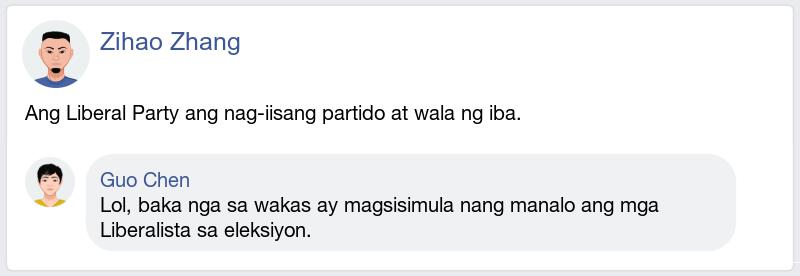 Zihao Zhang
Ang Liberal Party ang nag-iisang partido at wala ng iba.
Guo Chen
Lol, baka nga sa wakas ay magsisimula nang manalo ang mga
Liberalista sa eleksiyon.